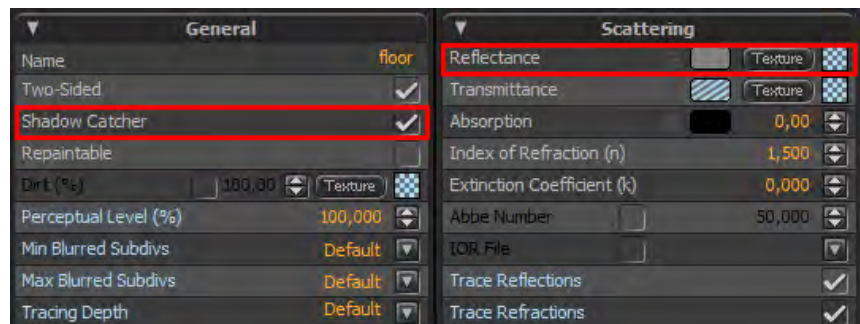 General
Name floor
Two-Sided
Shadow Catcher
Repaintable
Dirt (%) 100,00 Texture
Perceptual Level (%) 100,000
Min Blurred Subdivs Default
Max Blurred Subdivs Default
Tracing Depth Default
Scattering
Reflectance Texture
Transmittance Texture
Absorption 0,00
Index of Refraction (n) 1,500
Extinction Coefficient (k) 0,000
Abbe Number 50,000
IOR File
Trace Reflections
Trace Refractions